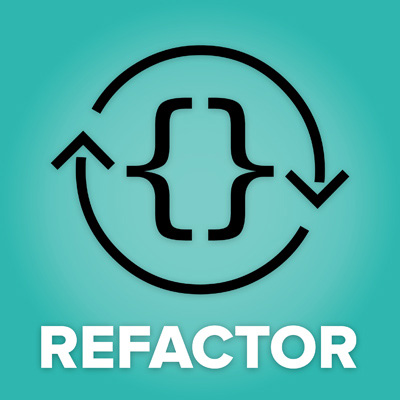 { }
REFACTOR